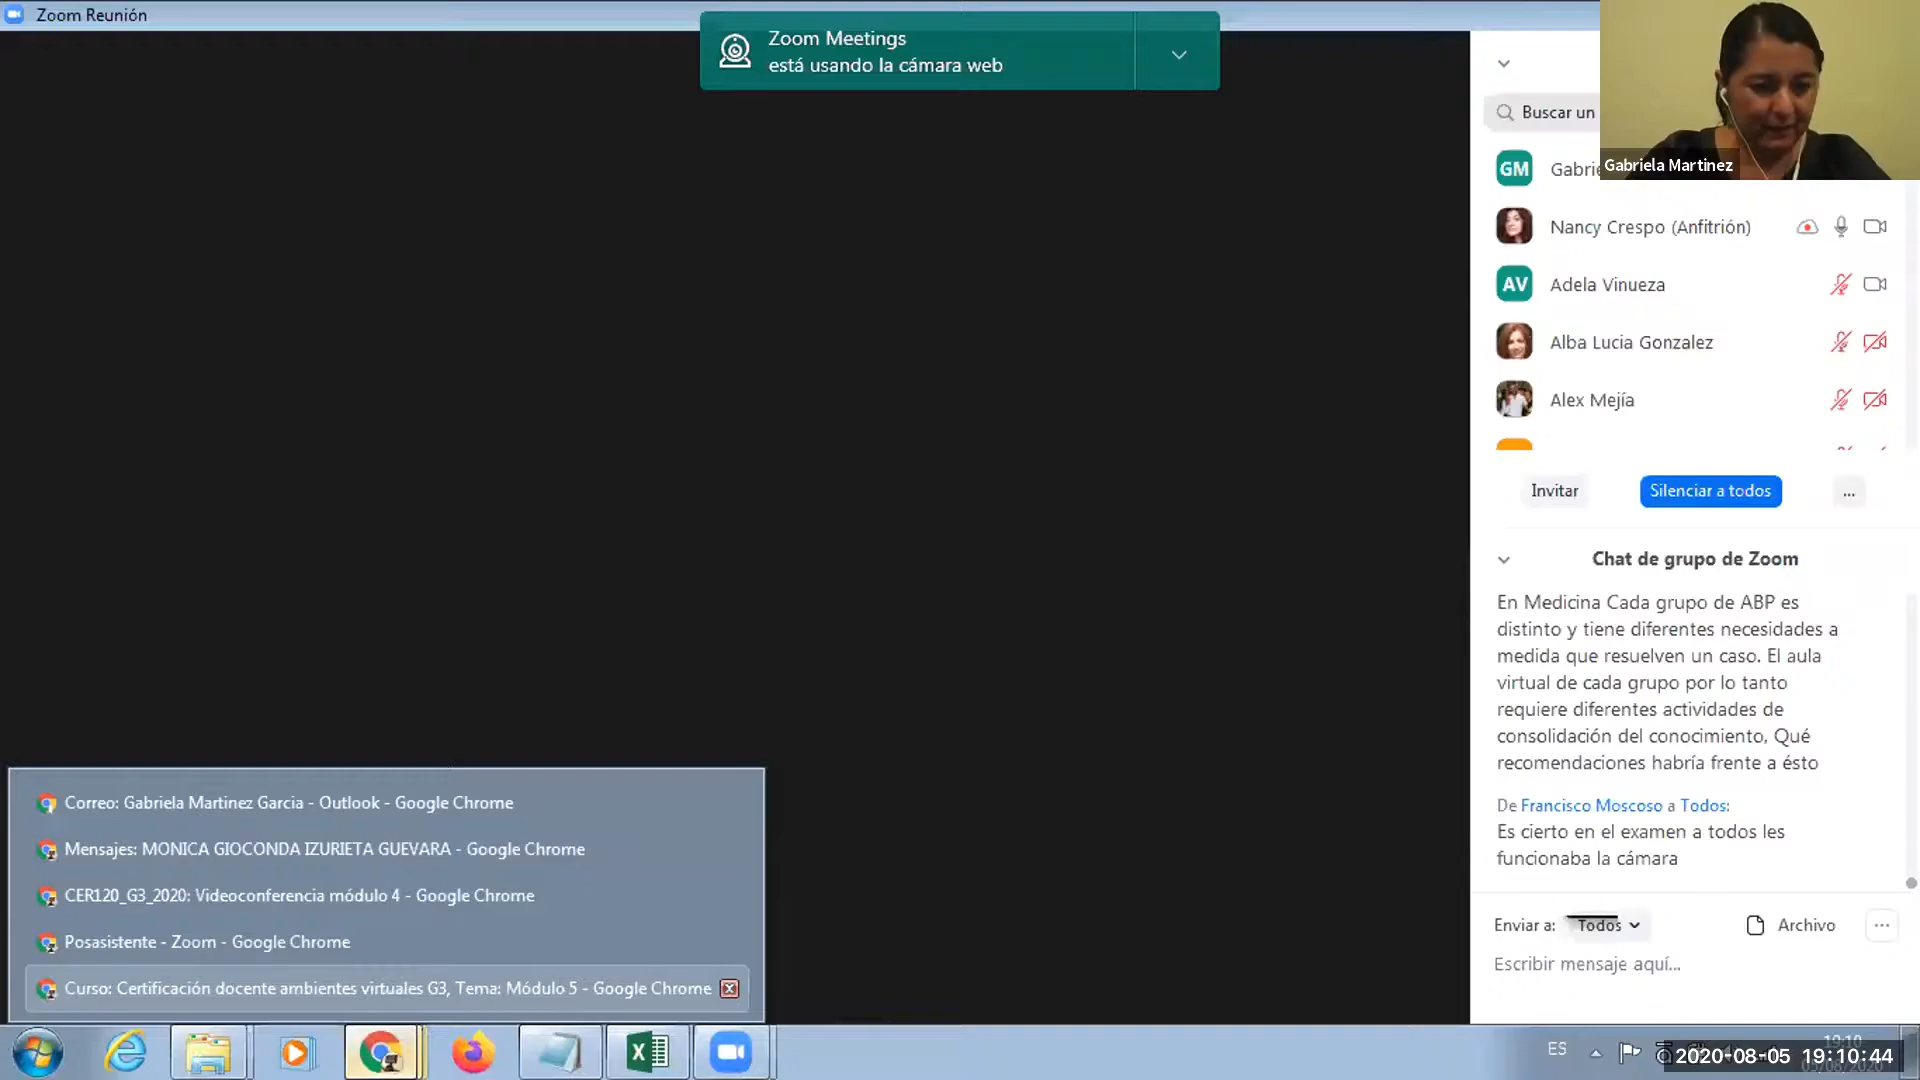 Zoom Reunión
Zoom Meetings
está usando la cámara web
Buscar un
Gabriela Martinez
GM
Nancy Crespo (Anfitrión)
AV Adela Vinueza
Alba Lucia Gonzalez
Alex Mejía
Invitar
Silenciar a todos
...
Chat de grupo de Zoom
En Medicina Cada grupo de ABP es
distinto y tiene diferentes necesidades a
medida que resuelven un caso. El aula
virtual de cada grupo por lo tanto
requiere diferentes actividades de
consolidación del conocimiento, Qué
recomendaciones habría frente a ésto
De Francisco Moscoso a Todos:
Es cierto en el examen a todos les
funcionaba la cámara
Enviar a: Todos
Archivo
...
Escribir mensaje aquí...
Correo: Gabriela Martinez Garcia - Outlook - Google Chrome
Mensajes: MONICA GIOCONDA IZURIETA GUEVARA - Google Chrome
CER120_G3_2020: Videoconferencia módulo 4 - Google Chrome
Posasistente - Zoom - Google Chrome
Curso: Certificación docente ambientes virtuales G3, Tema: Módulo 5 - Google Chrome
ES
19:10
2020-08-05 19:10:44